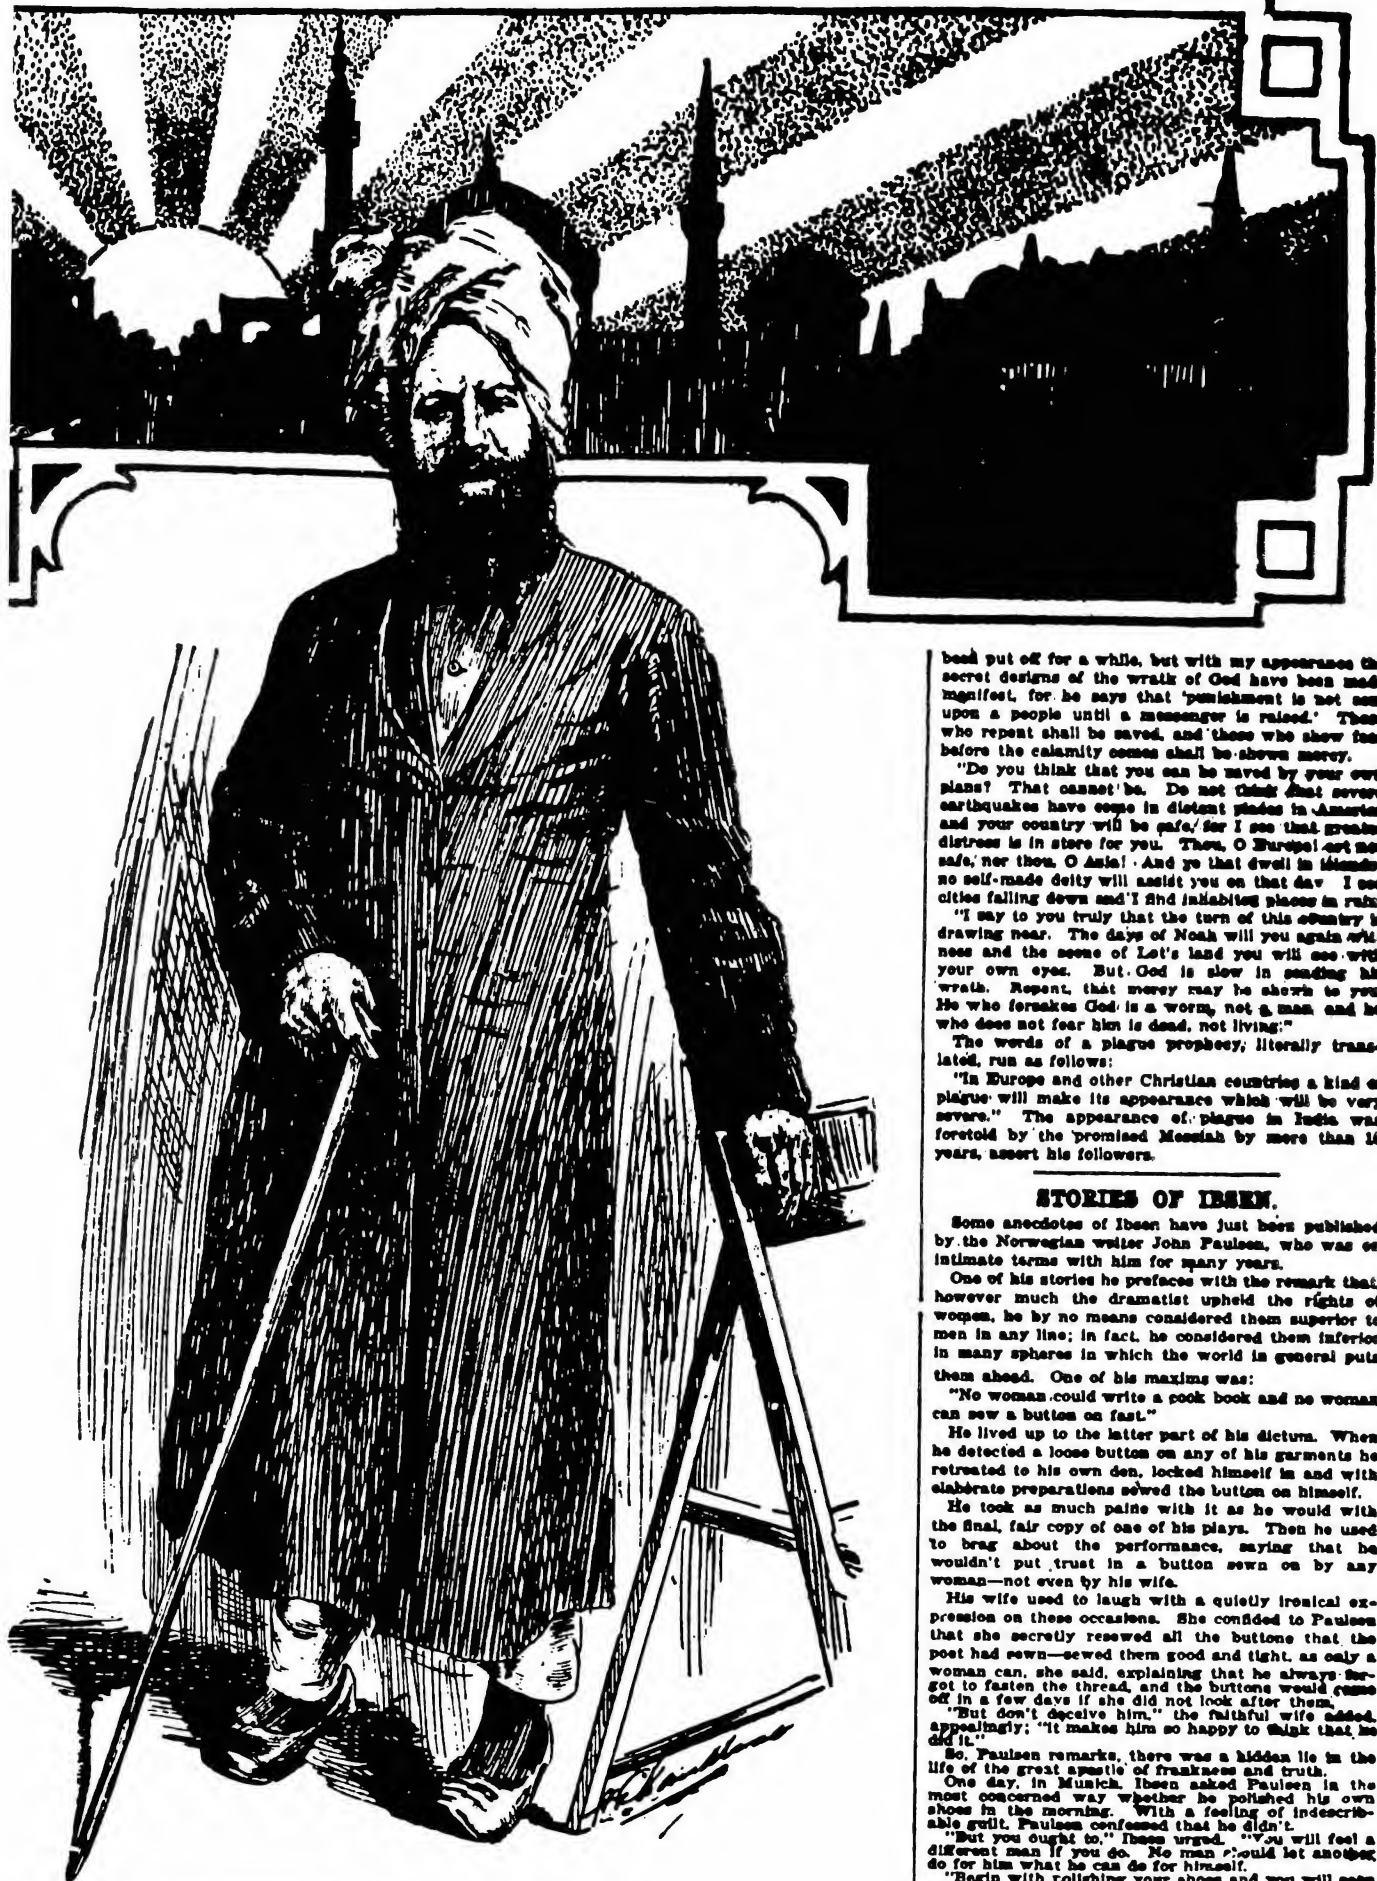 been put off for a while, but with my appearance th
secret designs of the wrath of God have been mad
manifest, for he says that 'punishment is not sen
upon a people until a messenger is raised.' Thos
who repent shall be saved, and those who show fea
before the calamity comes shall be shown mercy.
"Do you think that you can be saved by your own
plans? That cannot be. Do not think that severe
earthquakes have come in distant places in America
and your country will be safe, for I see that greater
distress is in store for you. Thou, O Europe! art not
safe, nor thou, O Asia! And ye that dwell in islands
no self-made deity will assist you on that day I see
cities falling down and I find inhabited places in ruin
"I say to you truly that the turn of this country i
drawing near. The days of Noah will you again wit-
ness and the scene of Lot's land you will see with
your own eyes. But God is slow in sending hi
wrath. Repent, that mercy may be shown to you
He who forsakes God is a worm, not a man and he
who does not fear him is dead, not living."
The words of a plague prophecy, literally trans-
lated, run as follows:
"In Europe and other Christian countries a kind o
plague will make its appearance which will be very
severe." The appearance of plague in India was
foretold by the promised Messiah by more than 10
years, assert his followers.
STORIES OF IBSEN.
Some anecdotes of Ibsen have just been published
by the Norwegian writer John Paulsen, who was on
intimate terms with him for many years.
One of his stories he prefaces with the remark that
however much the dramatist upheld the rights of
women, he by no means considered them superior to
men in any line; in fact, he considered them inferior
in many spheres in which the world in general puts
them ahead. One of his maxims was:
"No woman could write a cook book and no woman
can sew a button on fast."
He lived up to the latter part of his dictum. When
he detected a loose button on any of his garments he
retreated to his own den, locked himself in and with
elaborate preparations sewed the button on himself.
He took as much pains with it as he would with
the final, fair copy of one of his plays. Then he used
to brag about the performance, saying that he
wouldn't put trust in a button sewn on by any
woman—not even by his wife.
His wife used to laugh with a quietly ironical ex-
pression on these occasions. She confided to Paulsen
that she secretly resewed all the buttons that the
poet had sewn—sewed them good and tight, as only a
woman can, she said, explaining that he always for-
got to fasten the thread, and the buttons would come
off in a few days if she did not look after them.
"But don't deceive him," the faithful wife added,
appealingly; "it makes him so happy to think that he
did it."
So, Paulsen remarks, there was a hidden lie in the
life of the great apostle of frankness and truth.
One day, in Munich, Ibsen asked Paulsen in the
most concerned way whether he polished his own
shoes in the morning. With a feeling of indescrib-
able guilt, Paulsen confessed that he didn't.
"But you ought to," Ibsen urged. "You will feel a
different man if you do. No man should let another
do for him what he can do for himself.
"Begin with polishing your shoes and you will soon